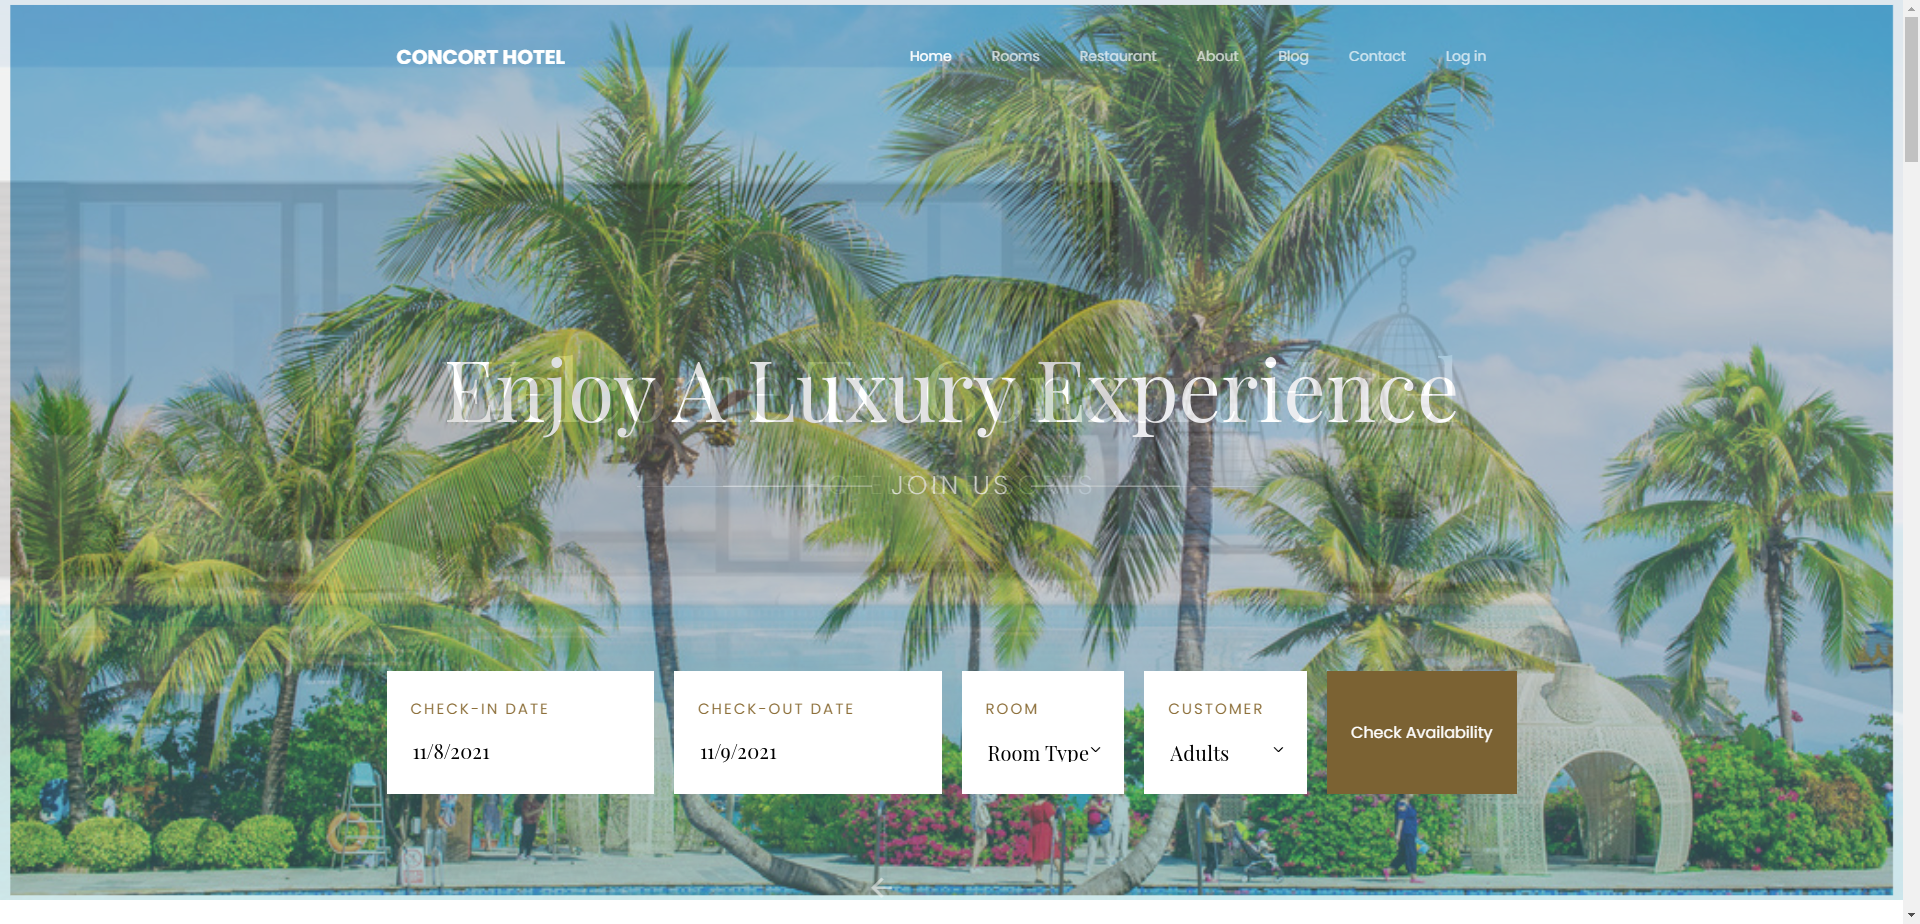 CONCORT HOTEL
Home Rooms Restaurant About Blog Contact Log in
Enjoy A Luxury Experience
JOIN US
CHECK-IN DATE
11/8/2021
CHECK-OUT DATE
11/9/2021
ROOM
Room Type
CUSTOMER
Adults
Check Availability